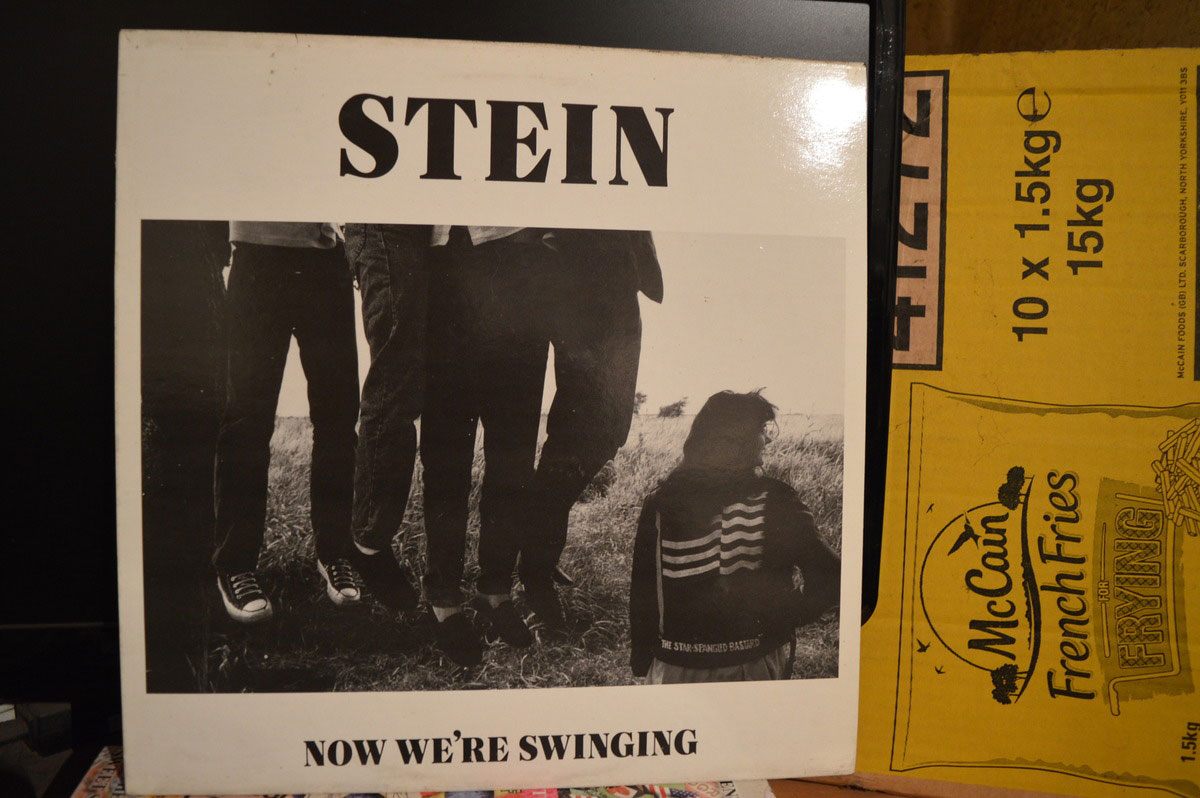 STEIN
THE STAR-SPANGLED BASTARD
NOW WE'RE SWINGING
10 x 1.5kg e
15kg
McCAIN FOODS (GB) LTD. SCARBOROUGH, NORTH YORKSHIRE, YO11 3BS
McCain
French Fries
FOR
FRYING
1.5kg